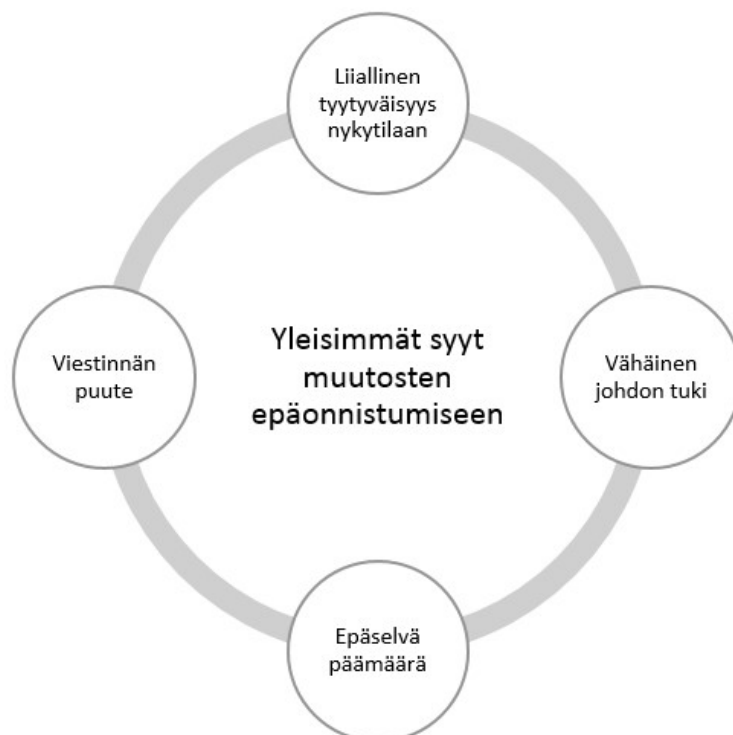 Liiallinen
tyytyväisyys
nykytilaan
Viestinnän
puute
Yleisimmät syyt
muutosten
epäonnistumiseen
Vähäinen
johdon tuki
Epäselvä
päämäärä